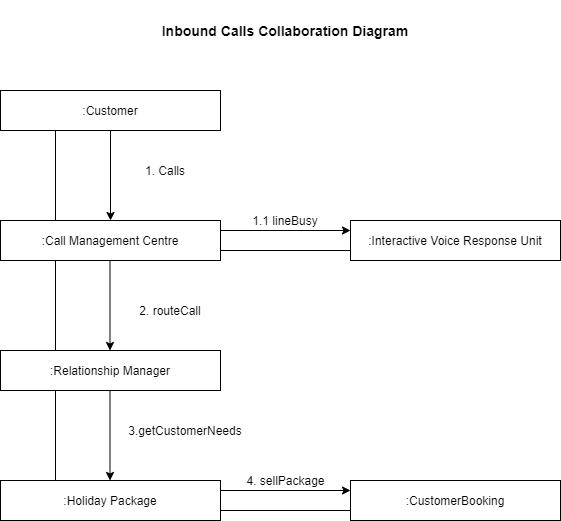 Inbound Calls Collaboration Diagram
:Customer
1. Calls
:Call Management Centre
1.1 lineBusy
:Interactive Voice Response Unit
2. routeCall
:Relationship Manager
3.getCustomerNeeds
:Holiday Package
4. sellPackage
:CustomerBooking